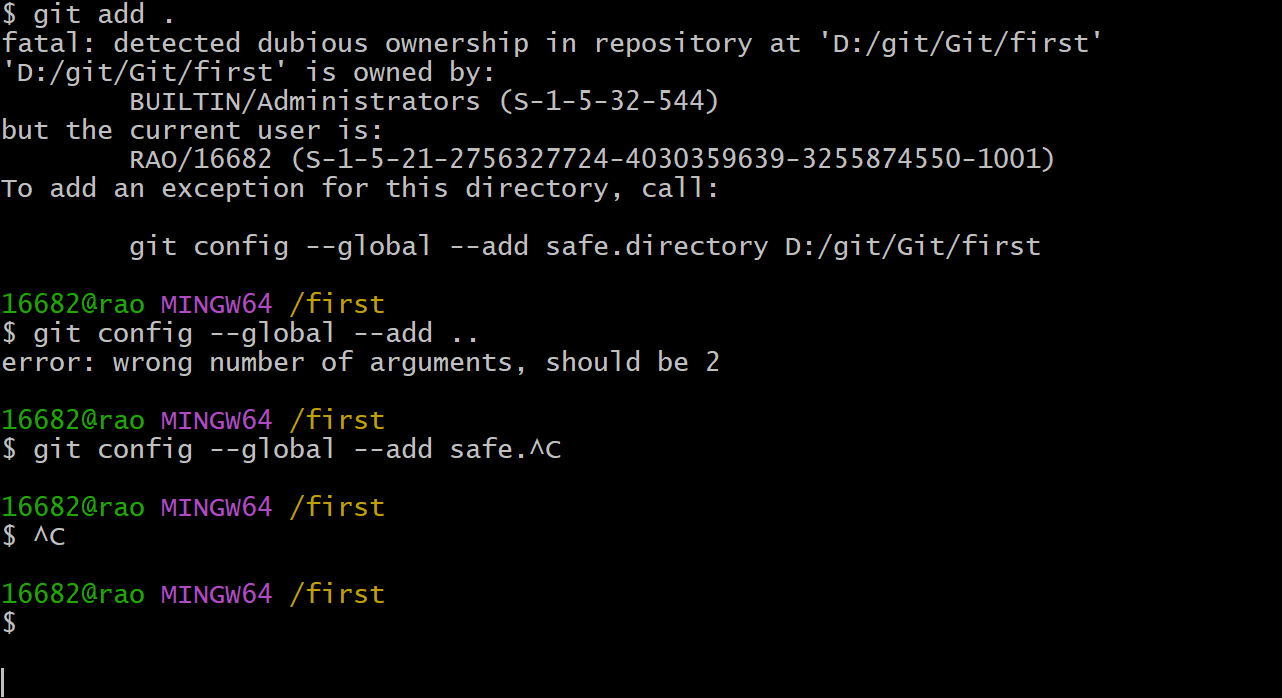 $ git add .
fatal: detected dubious ownership in repository at 'D:/git/Git/first'
'D:/git/Git/first' is owned by:
        BUILTIN/Administrators (S-1-5-32-544)
but the current user is:
        RAO/16682 (S-1-5-21-2756327724-4030359639-3255874550-1001)
To add an exception for this directory, call:

        git config --global --add safe.directory D:/git/Git/first

16682@rao MINGW64 /first
$ git config --global --add ..
error: wrong number of arguments, should be 2

16682@rao MINGW64 /first
$ git config --global --add safe.^C

16682@rao MINGW64 /first
$ ^C

16682@rao MINGW64 /first
$